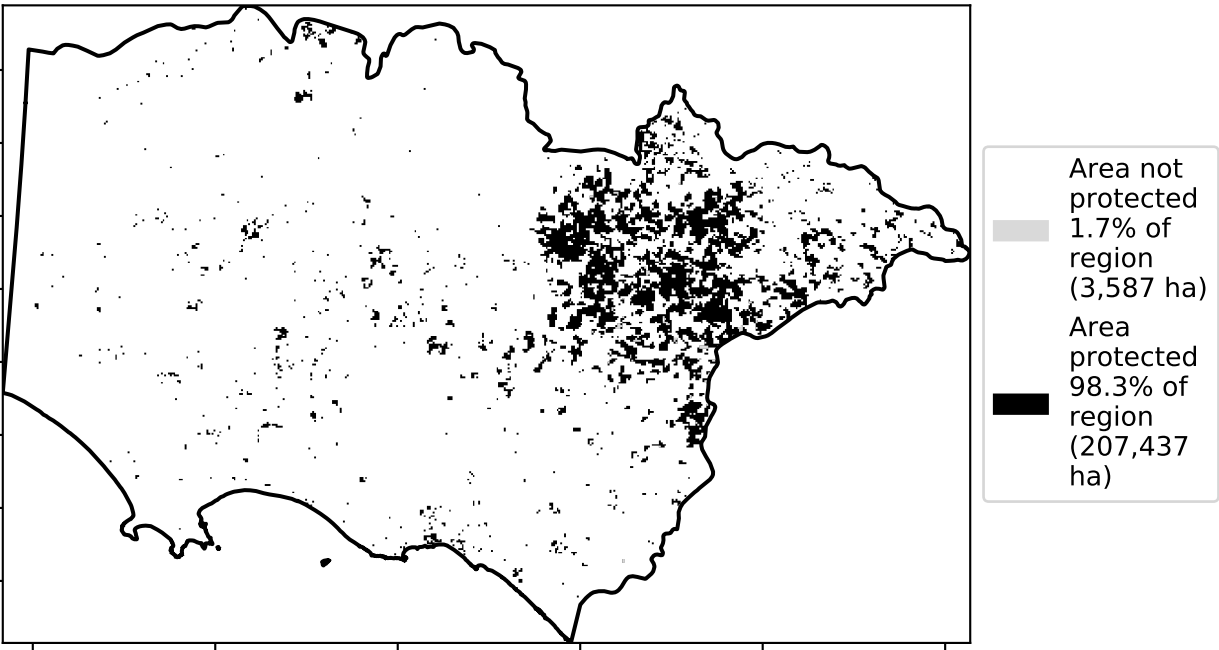 Area not
protected
1.7% of
region
(3,587 ha)
Area
protected
98.3% of
region
(207,437
ha)